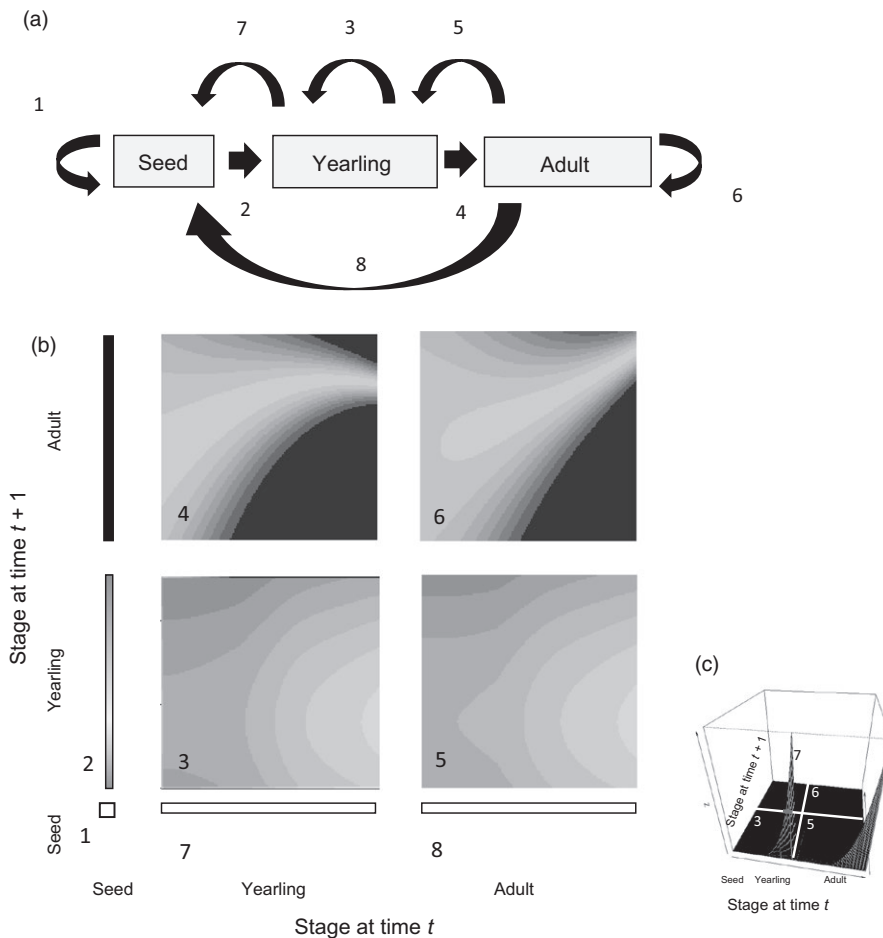 (a)
7 3 5
1
Seed Yearling Adult
2 4 6
8
(b)
Adult
4 6
Stage at time t + 1
Yearling
2 3 5
Seed
1 7 8
Seed Yearling Adult
Stage at time t
(c)
Stage at time t + 1
z
7
6
3 5
Seed Yearling Adult
Stage at time t